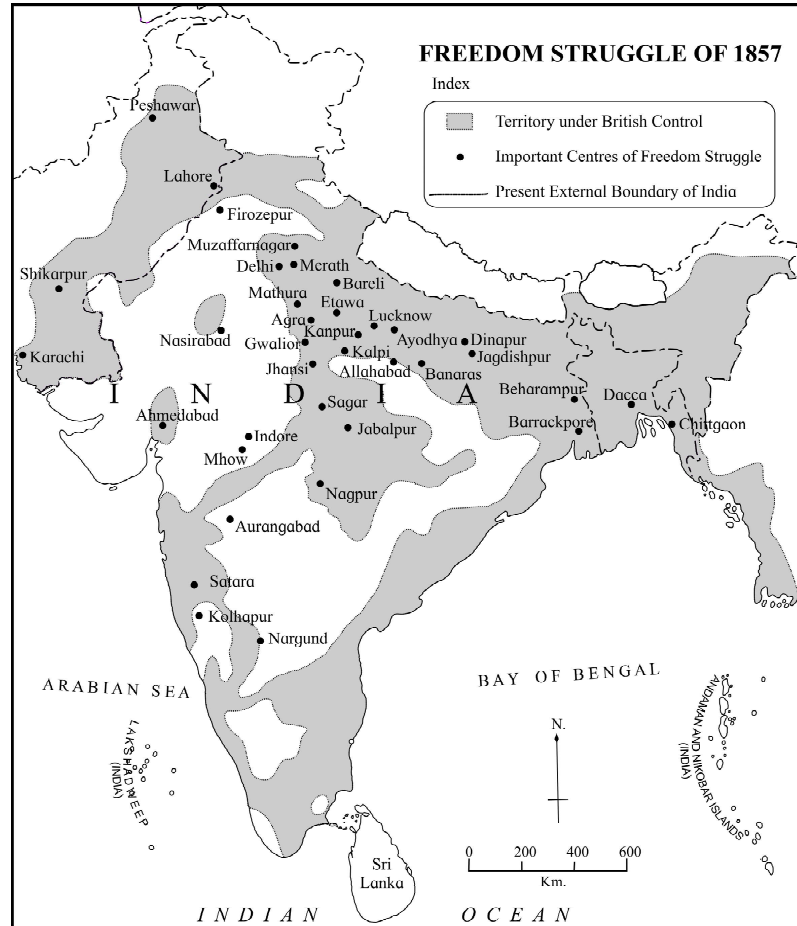 FREEDOM STRUGGLE OF 1857
Index
Territory under British Control
Important Centres of Freedom Struggle
Present External Boundary of India
Peshawar
Lahore
Firozepur
Muzaffarnagar
Delhi
Merath
Shikarpur
Bareli
Mathura
Etawa
Lucknow
Agra
Nasirabad
Kanpur
Ayodhya
Dinapur
Gwalior
Karachi
Kalpi
Jagdishpur
Jhansi
Allahabad
Banaras
I N D I A
Beharampur
Dacca
Ahmedabad
Sagar
Barrackpore
Chittgaon
Indore
Jabalpur
Mhow
Nagpur
Aurangabad
Satara
Kolhapur
Nargund
ARABIAN SEA
BAY OF BENGAL
LAKSHADWEEP
(INDIA)
N.
ANDAMAN AND NIKOBAR ISLANDS
(INDIA)
0 200 400 600
Km.
Sri
Lanka
INDIAN OCEAN